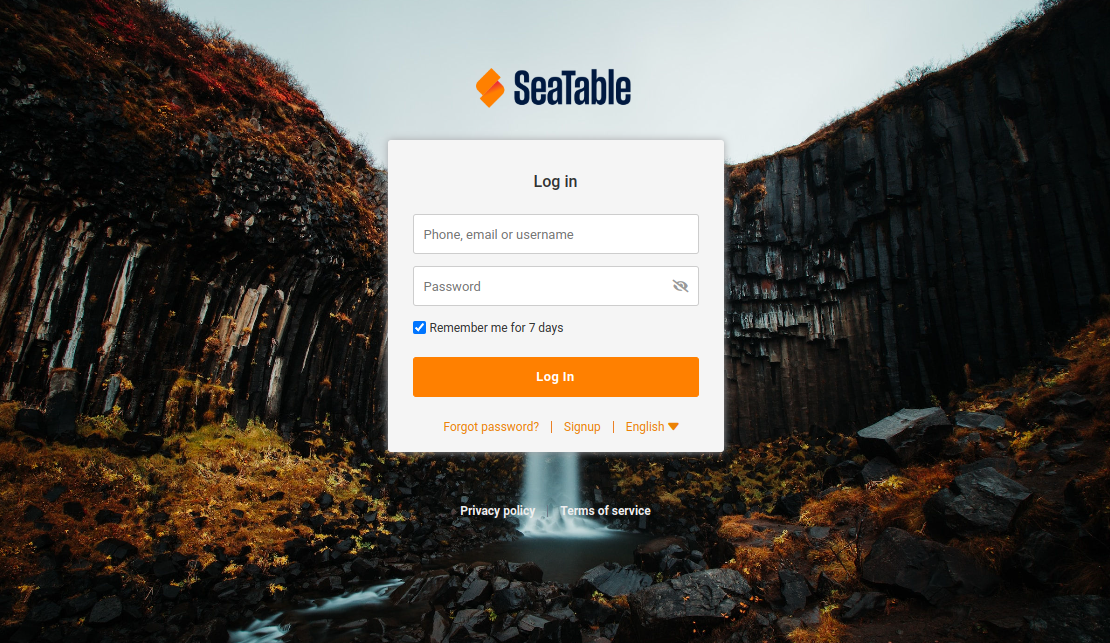 SeaTable
Log in
Phone, email or username
Password
Remember me for 7 days
Log In
Forgot password? | Signup | English
Privacy policy | Terms of service